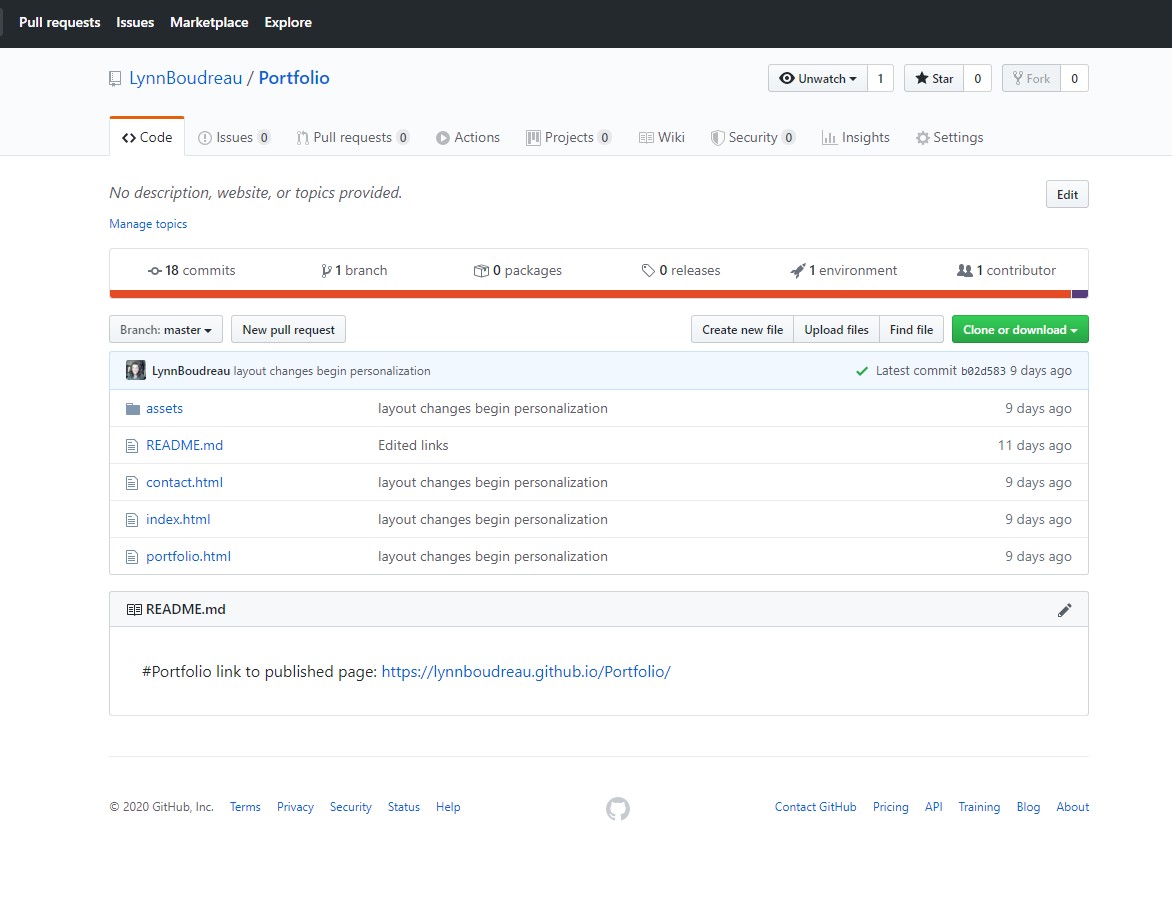 Pull requests Issues Marketplace Explore
LynnBoudreau / Portfolio Unwatch 1 Star 0 Fork 0
Code Issues 0 Pull requests 0 Actions Projects 0 Wiki Security 0 Insights Settings
No description, website, or topics provided. Edit
Manage topics
18 commits 1 branch 0 packages 0 releases 1 environment 1 contributor
Branch: master New pull request Create new file Upload files Find file Clone or download
LynnBoudreau layout changes begin personalization Latest commit b02d583 9 days ago
assets layout changes begin personalization 9 days ago
README.md Edited links 11 days ago
contact.html layout changes begin personalization 9 days ago
index.html layout changes begin personalization 9 days ago
portfolio.html layout changes begin personalization 9 days ago
README.md
#Portfolio link to published page: https://lynnboudreau.github.io/Portfolio/
© 2020 GitHub, Inc. Terms Privacy Security Status Help Contact GitHub Pricing API Training Blog About